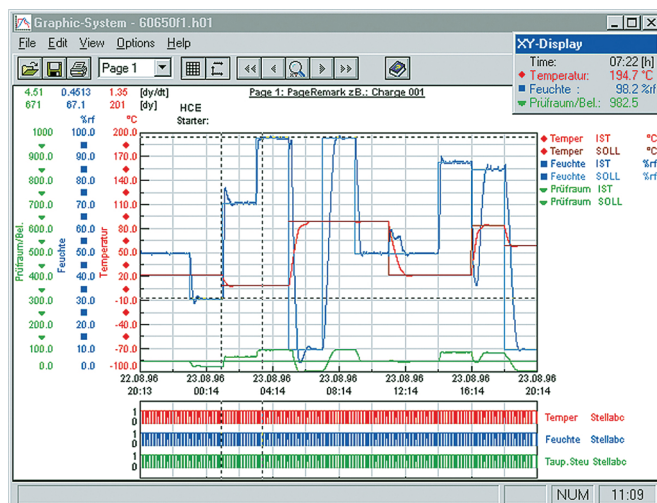 Graphic-System - 60650f1.h01
File Edit View Options Help
Page 1
XY-Display
Time: 07:22 [h]
Temperatur: 194.7 °C
Feuchte : 98.2 %rf
Prüfraum/Bel.: 982.5
4.51 0.4513 1.35 [dy/dt]
671 67.1 201 [dy]
Page 1: PageRemark zB.: Charge 001
HCE
Starter:
%rf °C
1000 100.0 200.0
900.0 90.0 170.0
800.0 80.0 140.0
700.0 70.0 110.0
600.0 60.0 80.0
500.0 50.0 50.0
400.0 40.0 20.0
300.0 30.0 -10.0
200.0 20.0 -40.0
100.0 10.0 -70.0
0.0 0.0 -100.0
Prüfraum/Bel.
Feuchte
Temperatur
Temper IST °C
Temper SOLL °C
Feuchte IST %rf
Feuchte SOLL %rf
Prüfraum IST
Prüfraum SOLL
22.08.96 23.08.96 23.08.96 23.08.96 23.08.96 23.08.96 23.08.96
20:13 00:14 04:14 08:14 12:14 16:14 20:14
1
0
Temper Stellabc
1
0
Feuchte Stellabc
1
0
Taup.Steu Stellabc
NUM 11:09